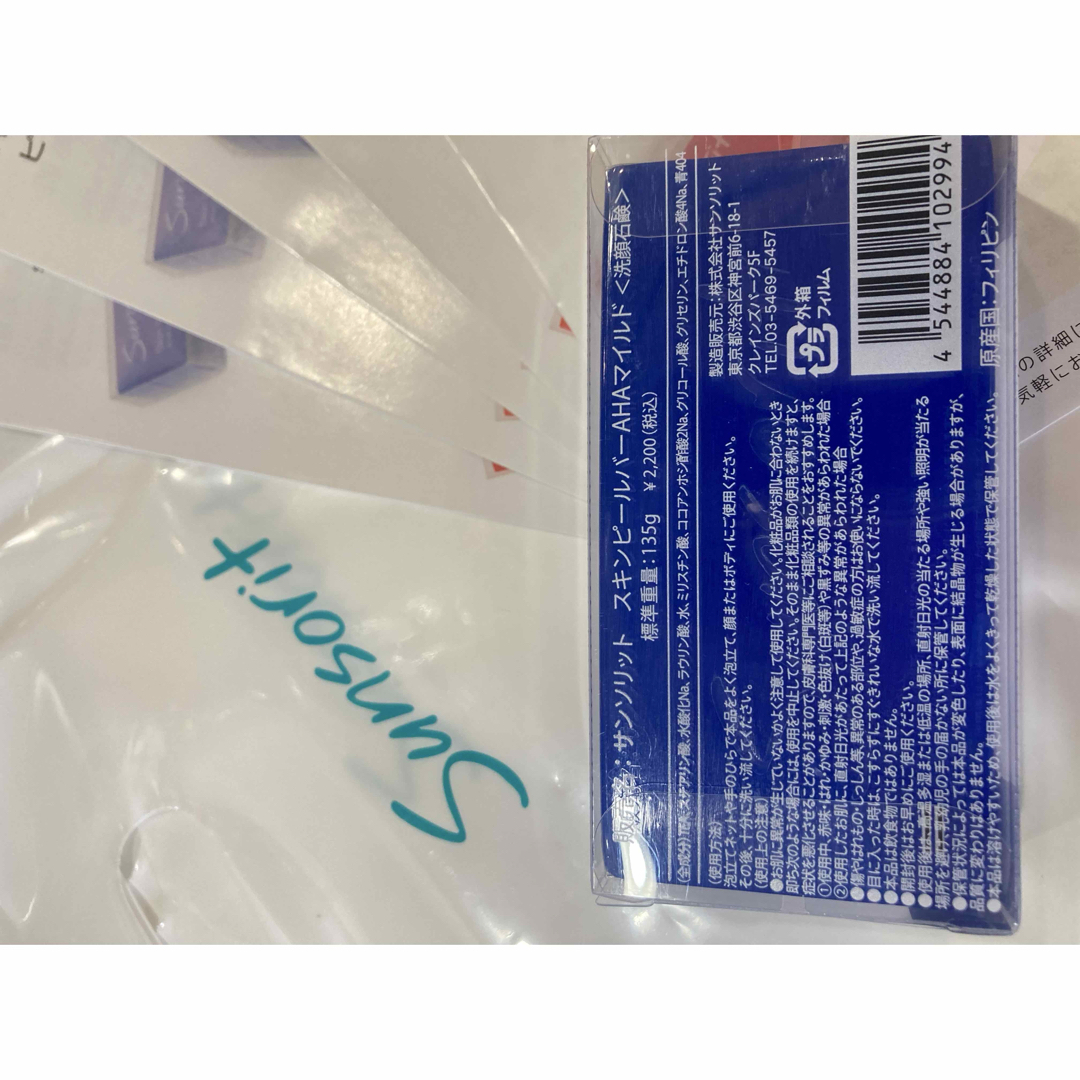 Sunsorit
販売名:サンソリット スキンピールバーAHAマイルド<洗顔石鹸>
標準重量:135g ¥2,200(税込)
ステアリン酸、水酸化Na、ラウリン酸、水、ミリスチン酸、ココアンホジ酢酸2Na、グリコール酸、グリセリン、エチドロン酸4Na、青404
(使用方法)
泡立てネットや手のひらで本品をよく泡立て、顔またはボディにご使用ください。
その後、十分に洗い流してください。
(使用上の注意)
●お肌に異常が生じていないかよく注意して使用してください。化粧品がお肌に合わないとき
即ち次のような場合には、使用を中止してください。そのまま化粧品類の使用を続けますと、
症状を悪化させることがありますので、皮膚科専門医等にご相談されることをおすすめします。
①使用中、赤味・はれ・かゆみ・刺激・色抜け(白斑等)や黒ずみ等の異常があらわれた場合
②使用したお肌に、直射日光があたって上記のような異常があらわれた場合
●傷やはれもの・しっしん等、異常のある部位や、過敏症の方はお使いにならないでください。
●目に入った時は、こすらずにすぐきれいな水で洗い流してください。
●本品は飲食物ではありません。
●開封後はお早めにご使用ください。
●使用後は高温多湿または低温の場所、直射日光の当たる場所や強い照明が当たる
場所を避け、幼児の手の届かない所に保管してください。
●保管状況によっては本品が変色したり、表面に結晶物が生じる場合がありますが、
品質に変わりはありません。
●本品は溶けやすいため、使用後は水をよくきって乾燥した状態で保管してください。
製造販売元:株式会社サンソリット
東京都渋谷区神宮前6-18-1
クレインズパーク5F
TEL.03-5469-5457
プラ
外箱
フィルム
4 544884 102994
原産国:フィリピン
の詳細に
気軽にお